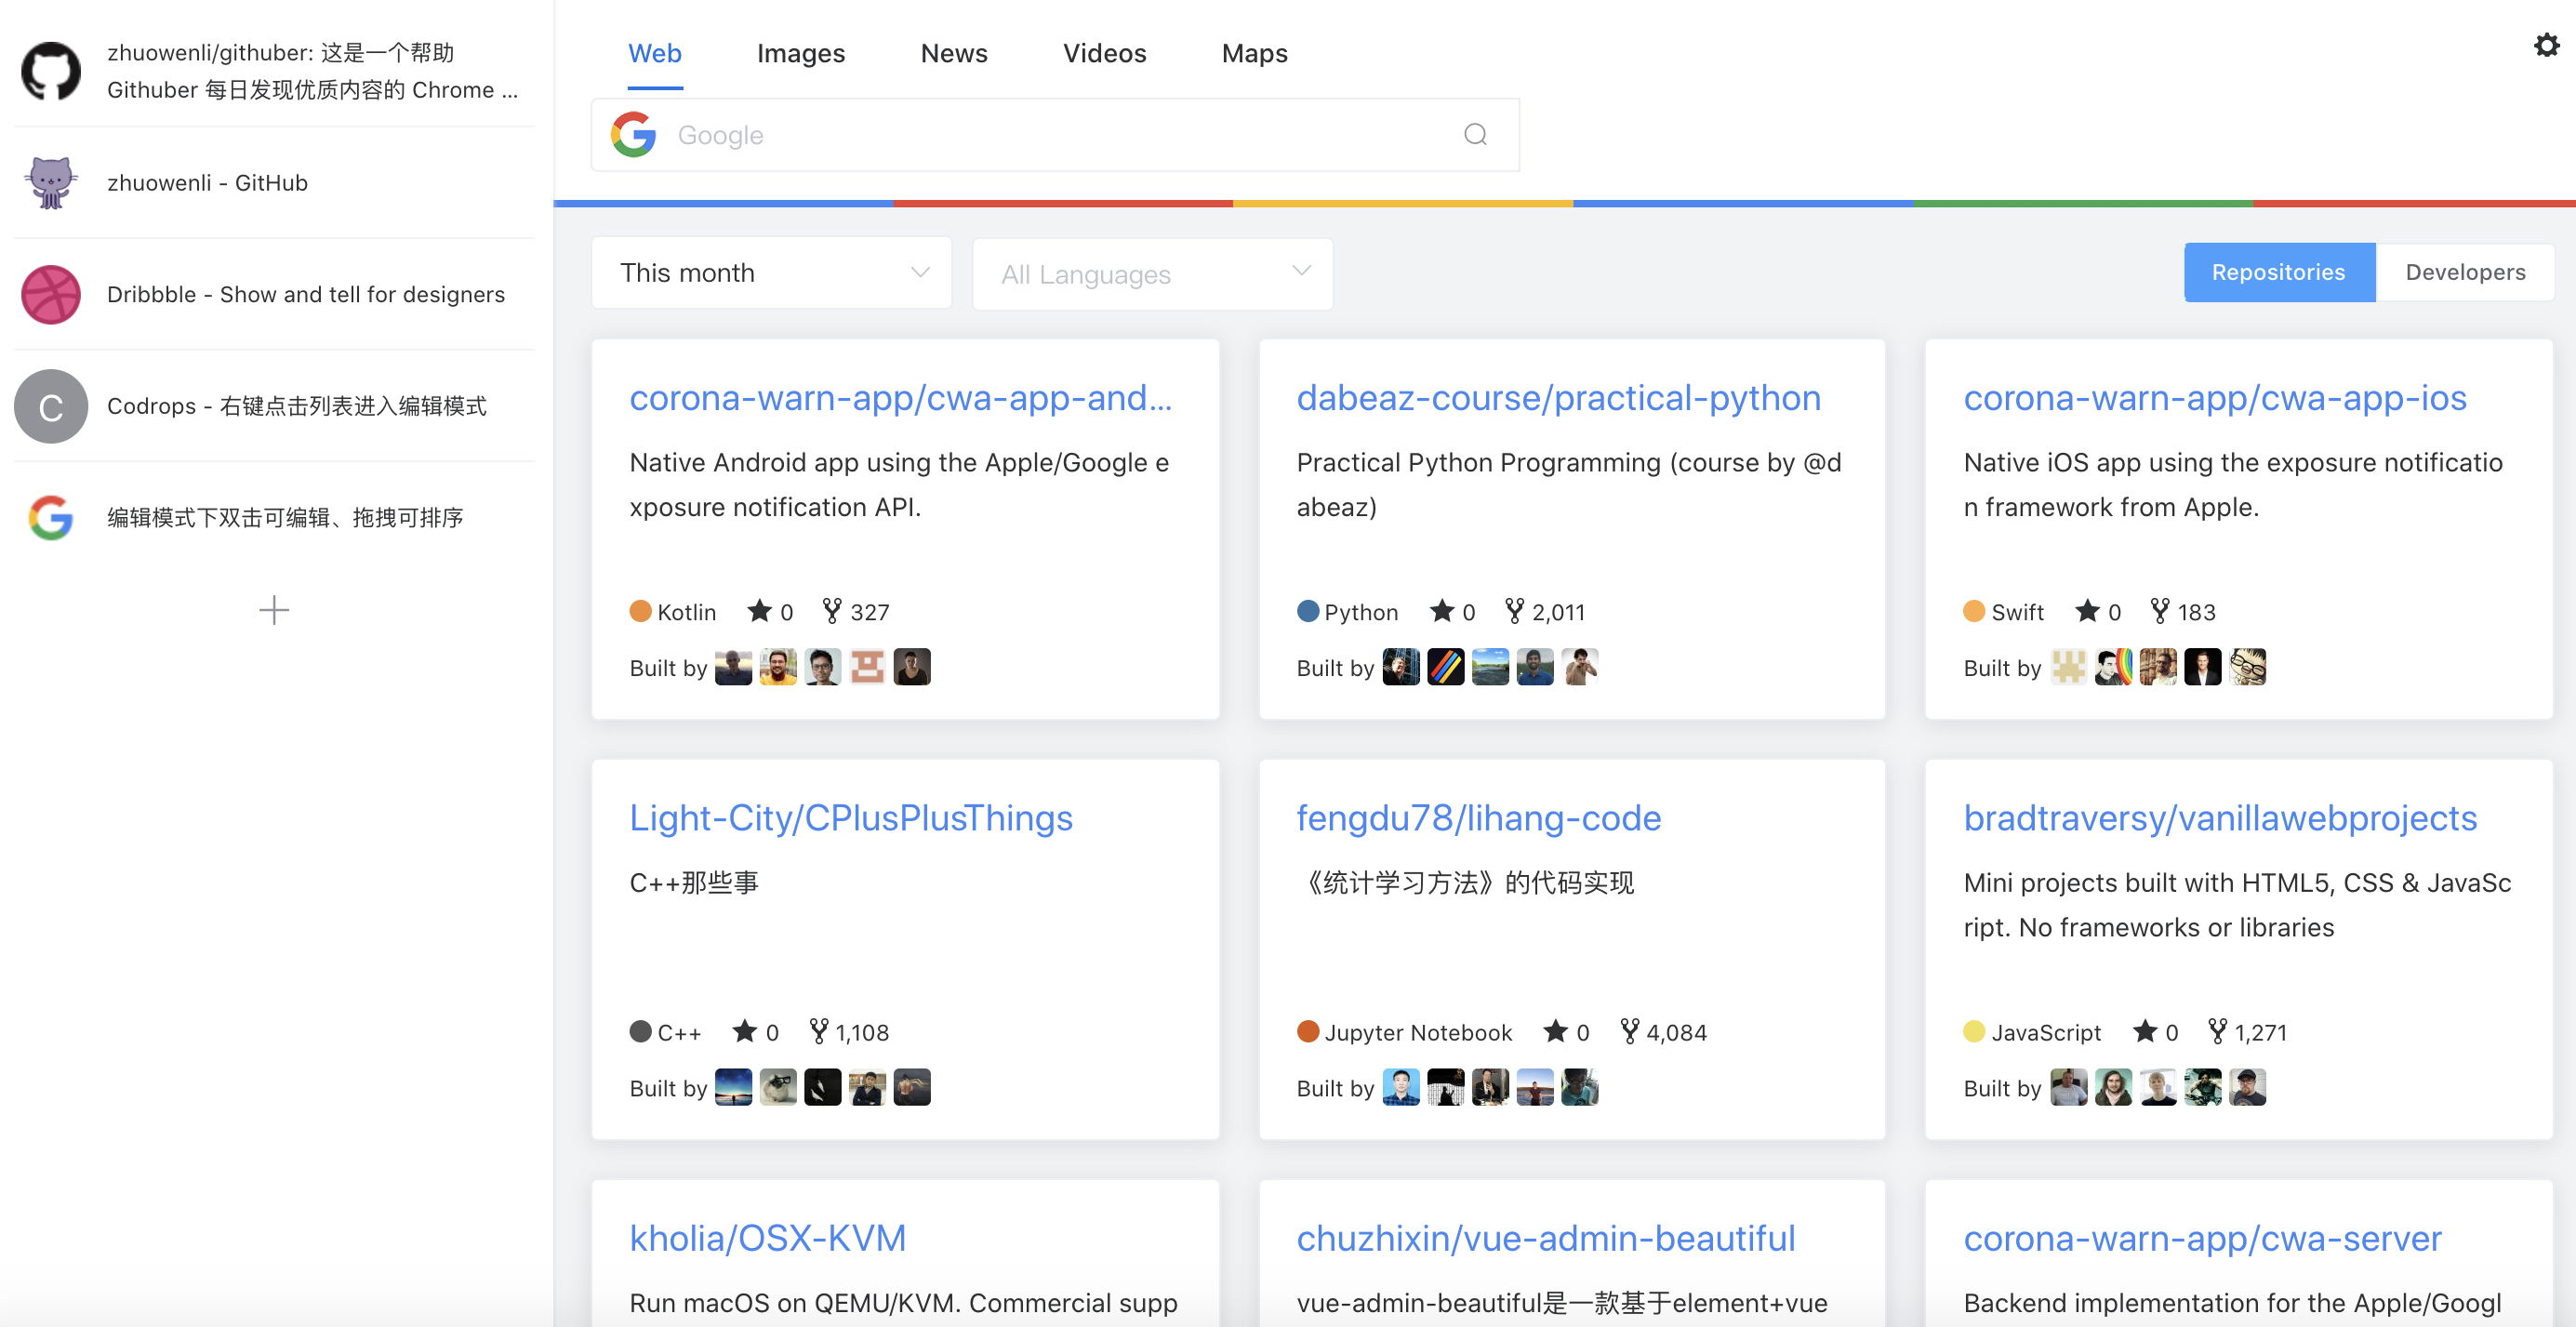 zhuowenli/githuber: 这是一个帮助
Githuber 每日发现优质内容的 Chrome ...
zhuowenli - GitHub
Dribbble - Show and tell for designers
C
Codrops - 右键点击列表进入编辑模式
编辑模式下双击可编辑、拖拽可排序
Web Images News Videos Maps
Google
This month
All Languages
Repositories Developers
corona-warn-app/cwa-app-and...
Native Android app using the Apple/Google e
xposure notification API.
Kotlin 0 327
Built by
dabeaz-course/practical-python
Practical Python Programming (course by @d
abeaz)
Python 0 2,011
Built by
corona-warn-app/cwa-app-ios
Native iOS app using the exposure notificatio
n framework from Apple.
Swift 0 183
Built by
Light-City/CPlusPlusThings
C++那些事
C++ 0 1,108
Built by
fengdu78/lihang-code
《统计学习方法》的代码实现
Jupyter Notebook 0 4,084
Built by
bradtraversy/vanillawebprojects
Mini projects built with HTML5, CSS & JavaSc
ript. No frameworks or libraries
JavaScript 0 1,271
Built by
kholia/OSX-KVM
Run macOS on QEMU/KVM. Commercial supp
chuzhixin/vue-admin-beautiful
vue-admin-beautiful是一款基于element+vue
corona-warn-app/cwa-server
Backend implementation for the Apple/Googl